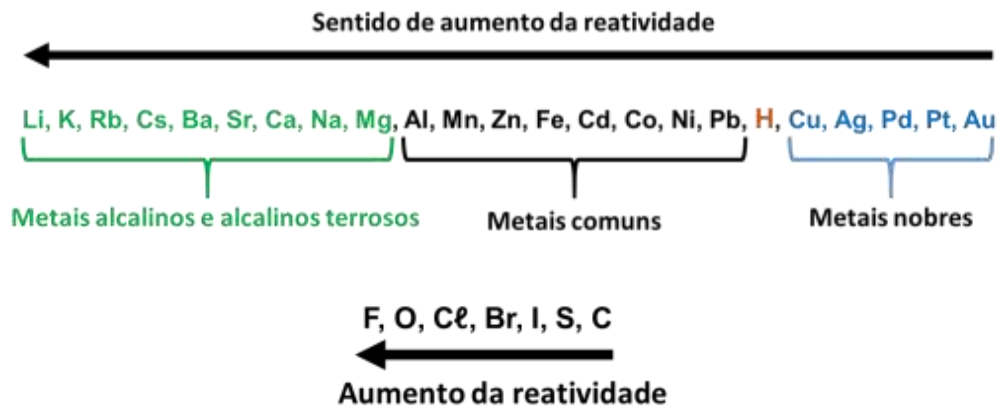 Sentido de aumento da reatividade
Li, K, Rb, Cs, Ba, Sr, Ca, Na, Mg, Al, Mn, Zn, Fe, Cd, Co, Ni, Pb, H, Cu, Ag, Pd, Pt, Au
Metais alcalinos e alcalinos terrosos Metais comuns Metais nobres
F, O, Cℓ, Br, I, S, C
Aumento da reatividade